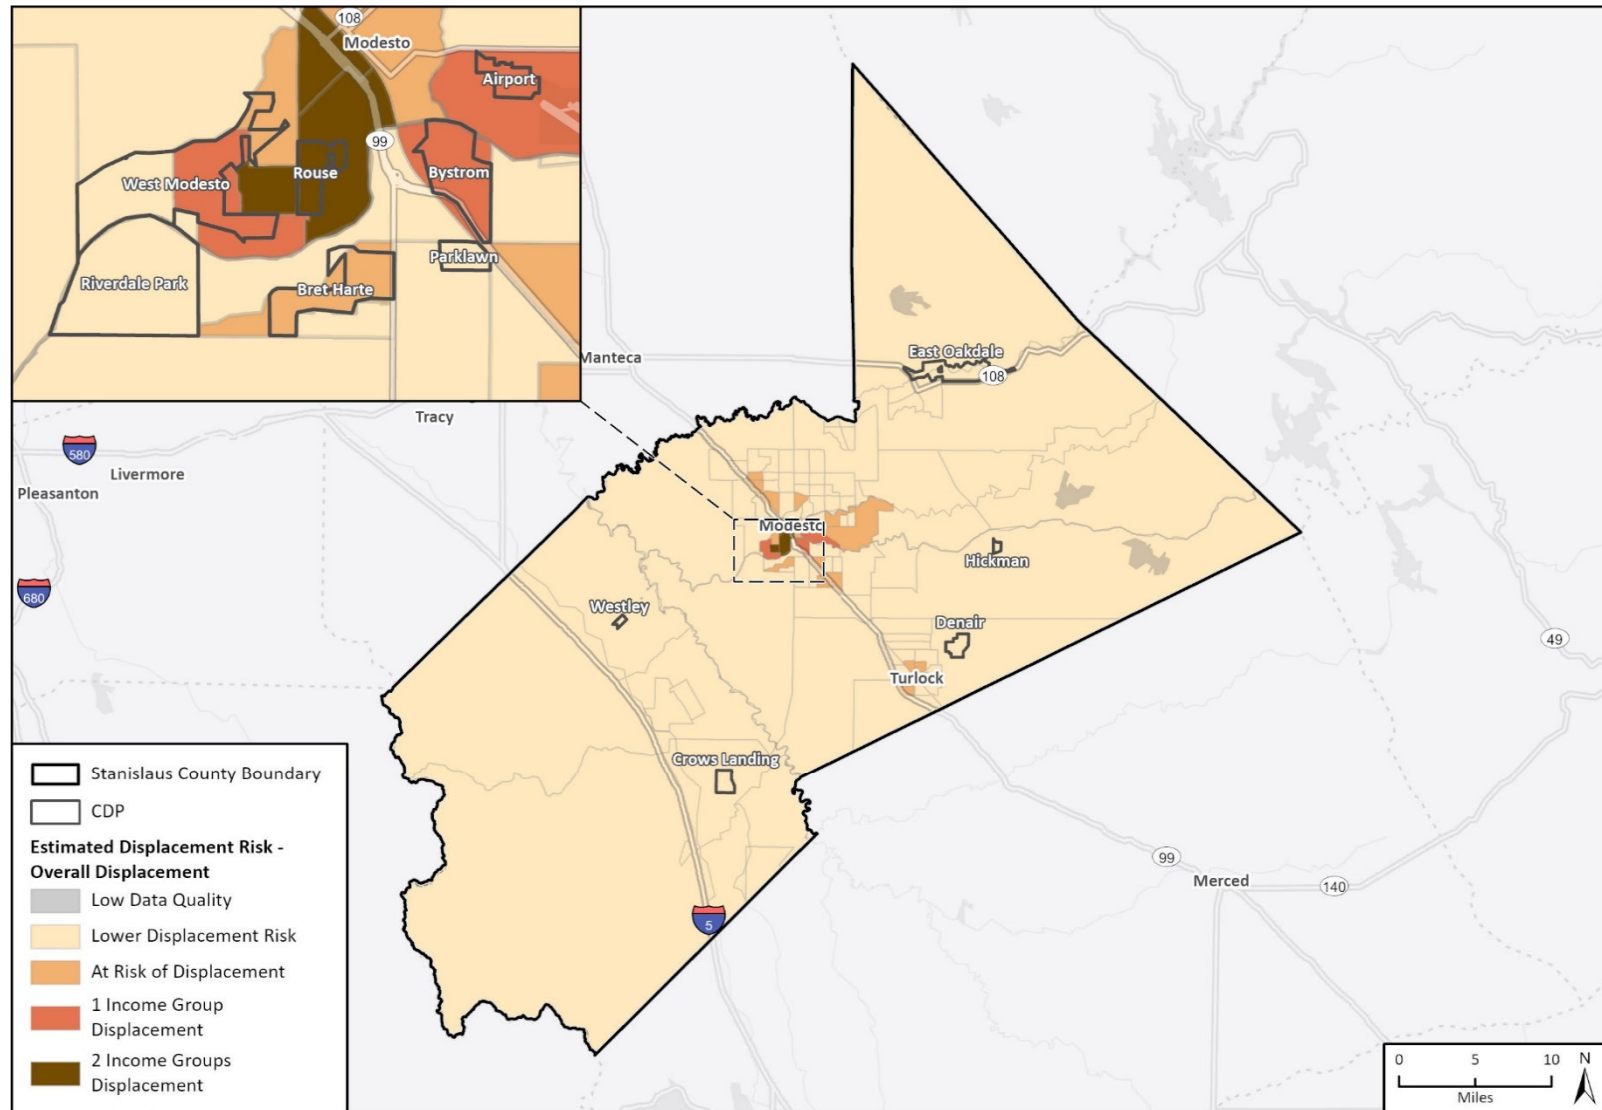 108
Modesto
Airport
99
West Modesto
Rouse
Bystrom
Riverdale Park
Bret Harte
Parklawn
Manteca
East Oakdale
108
Tracy
580
Livermore
Pleasanton
Modesto
Hickman
680
Westley
Denair
49
Turlock
Crows Landing
99
Merced
140
5
Stanislaus County Boundary
CDP
Estimated Displacement Risk -
Overall Displacement
Low Data Quality
Lower Displacement Risk
At Risk of Displacement
1 Income Group
Displacement
2 Income Groups
Displacement
0 5 10 N
Miles